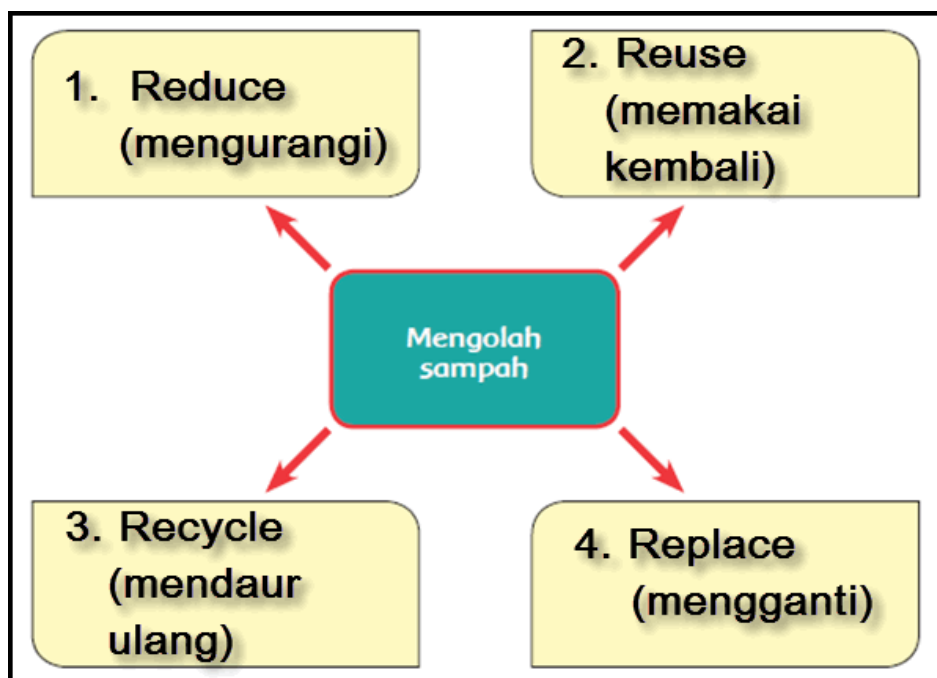 1. Reduce
(mengurangi)
2. Reuse
(memakai
kembali)
Mengolah
sampah
3. Recycle
(mendaur
ulang)
4. Replace
(mengganti)